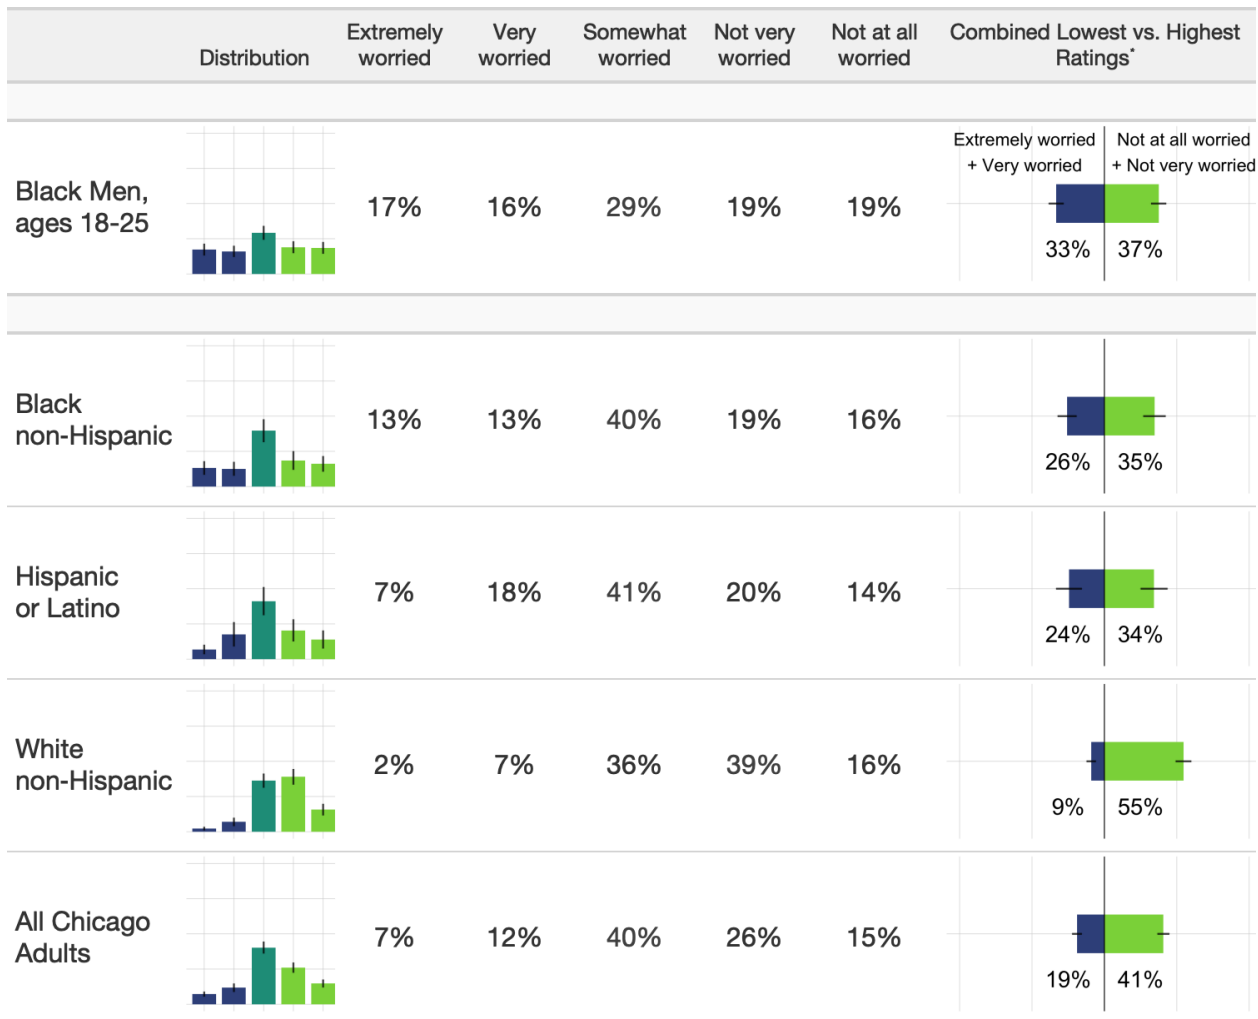 Distribution
Extremely worried
Very worried
Somewhat worried
Not very worried
Not at all worried
Combined Lowest vs. Highest Ratings*
Extremely worried + Very worried
Not at all worried + Not very worried
Black Men, ages 18-25
17% 16% 29% 19% 19%
33% 37%
Black non-Hispanic
13% 13% 40% 19% 16%
26% 35%
Hispanic or Latino
7% 18% 41% 20% 14%
24% 34%
White non-Hispanic
2% 7% 36% 39% 16%
9% 55%
All Chicago Adults
7% 12% 40% 26% 15%
19% 41%